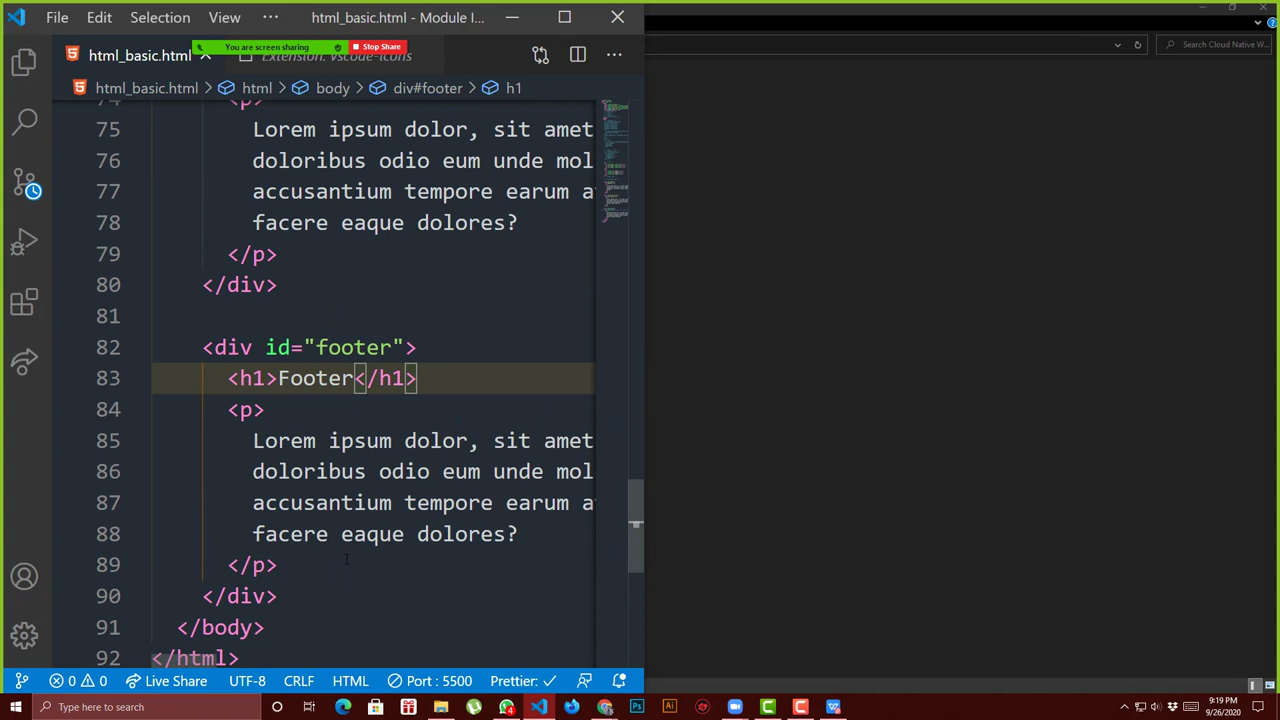 File Edit Selection View ··· html_basic.html - Module I...
html_basic.html Extension: vscode-icons
You are screen sharing Stop Share
Search Cloud Native W...
html_basic.html > html > body > div#footer > h1
74 <p>
75 Lorem ipsum dolor, sit amet
76 doloribus odio eum unde mol
77 accusantium tempore earum a
78 facere eaque dolores?
79 </p>
80 </div>
81
82 <div id="footer">
83 <h1>Footer</h1>
84 <p>
85 Lorem ipsum dolor, sit amet
86 doloribus odio eum unde mol
87 accusantium tempore earum a
88 facere eaque dolores?
89 </p>
90 </div>
91 </body>
92 </html>
0 0 Live Share UTF-8 CRLF HTML Port : 5500 Prettier: ✓
Type here to search
9:19 PM
9/26/2020